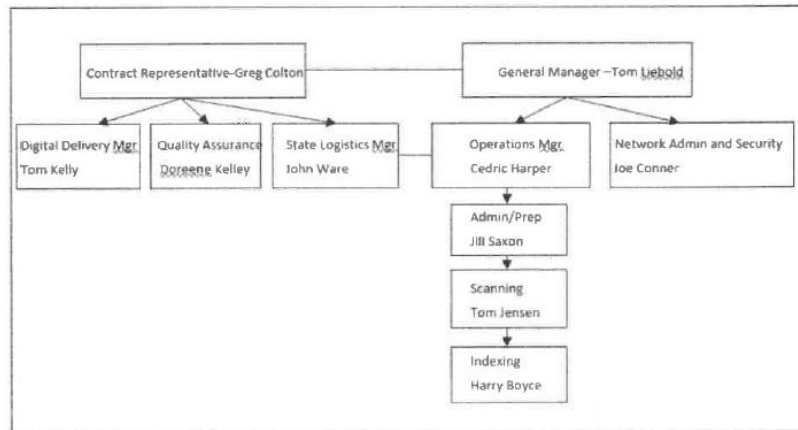 Contract Representative-Greg Colton
General Manager –Tom Liebold
Digital Delivery Mgr
Tom Kelly
Quality Assurance
Doreene Kelley
State Logistics Mgr
John Ware
Operations Mgr
Cedric Harper
Network Admin and Security
Joe Conner
Admin/Prep
Jill Saxon
Scanning
Tom Jensen
Indexing
Harry Boyce